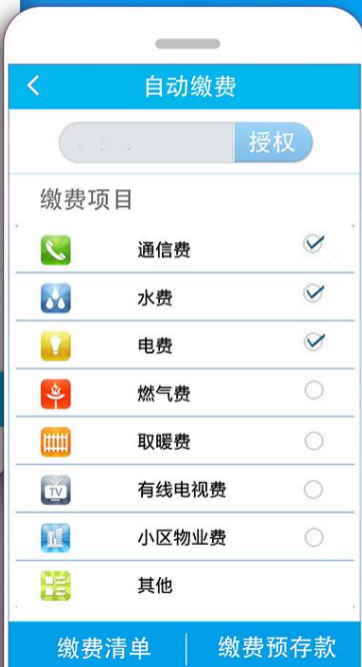 自动缴费
授权
缴费项目
通信费
水费
电费
燃气费
取暖费
TV 有线电视费
小区物业费
其他
缴费清单 缴费预存款